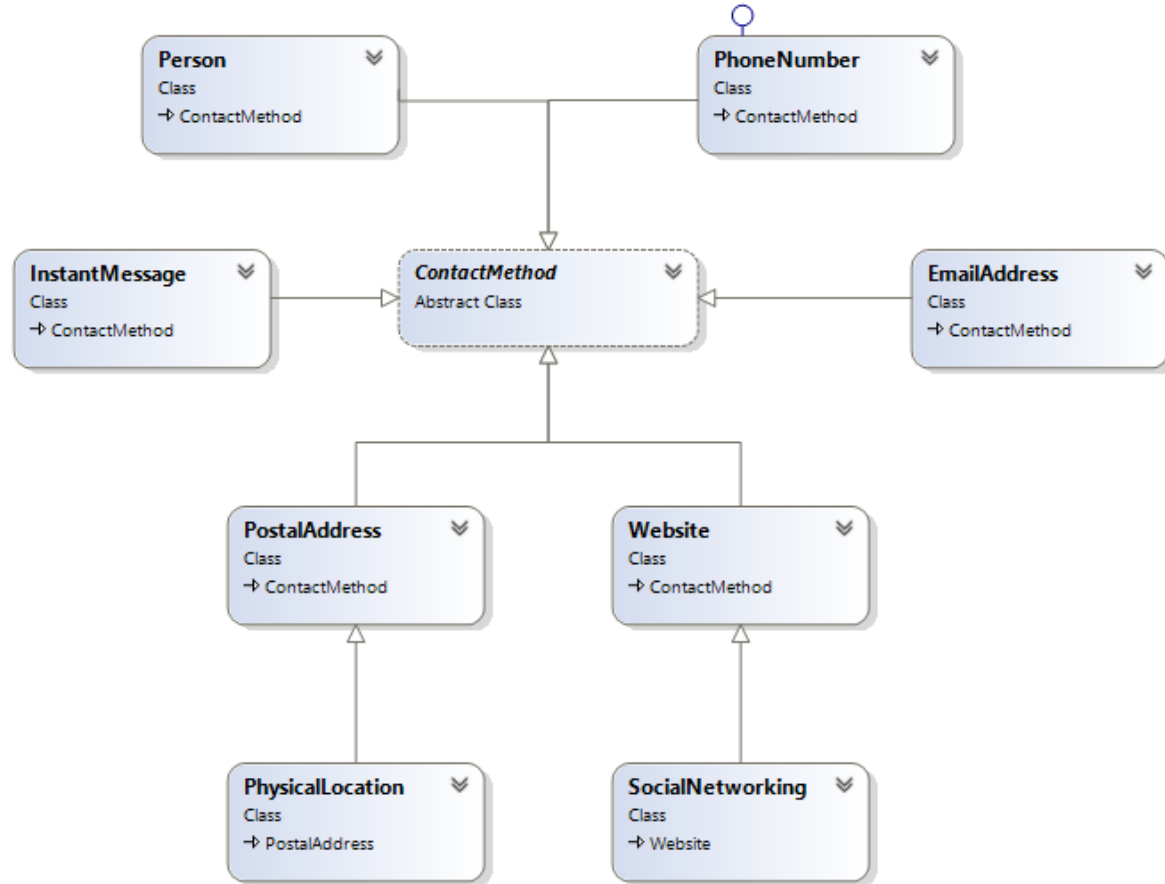 Person
Class
ContactMethod
PhoneNumber
Class
ContactMethod
InstantMessage
Class
ContactMethod
ContactMethod
Abstract Class
EmailAddress
Class
ContactMethod
PostalAddress
Class
ContactMethod
Website
Class
ContactMethod
PhysicalLocation
Class
PostalAddress
SocialNetworking
Class
Website